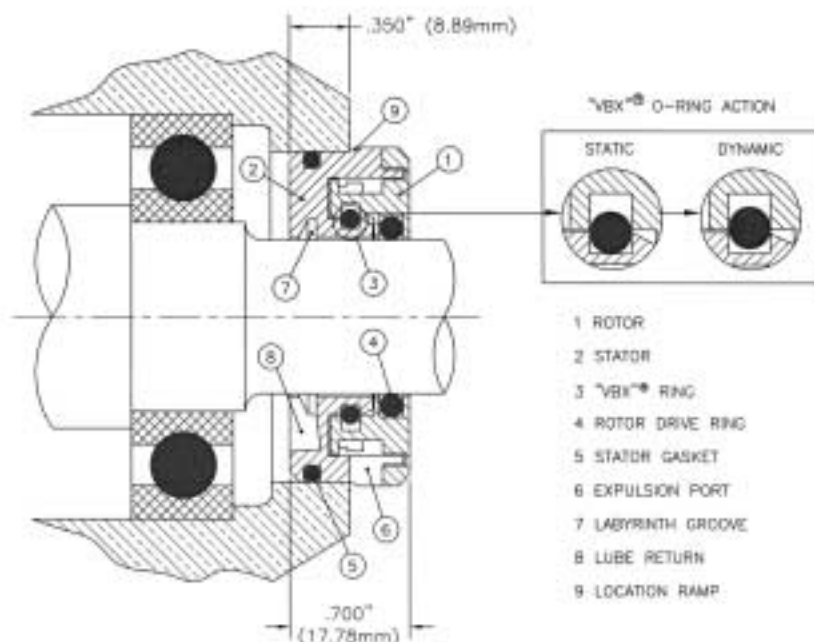 .350" (8.89mm)
"VBX"® O-RING ACTION
STATIC
DYNAMIC
9
2
1
7
3
8
4
6
5
1 ROTOR
2 STATOR
3 "VBX"® RING
4 ROTOR DRIVE RING
5 STATOR GASKET
6 EXPULSION PORT
7 LABYRINTH GROOVE
8 LUBE RETURN
9 LOCATION RAMP
.700"
(17.78mm)